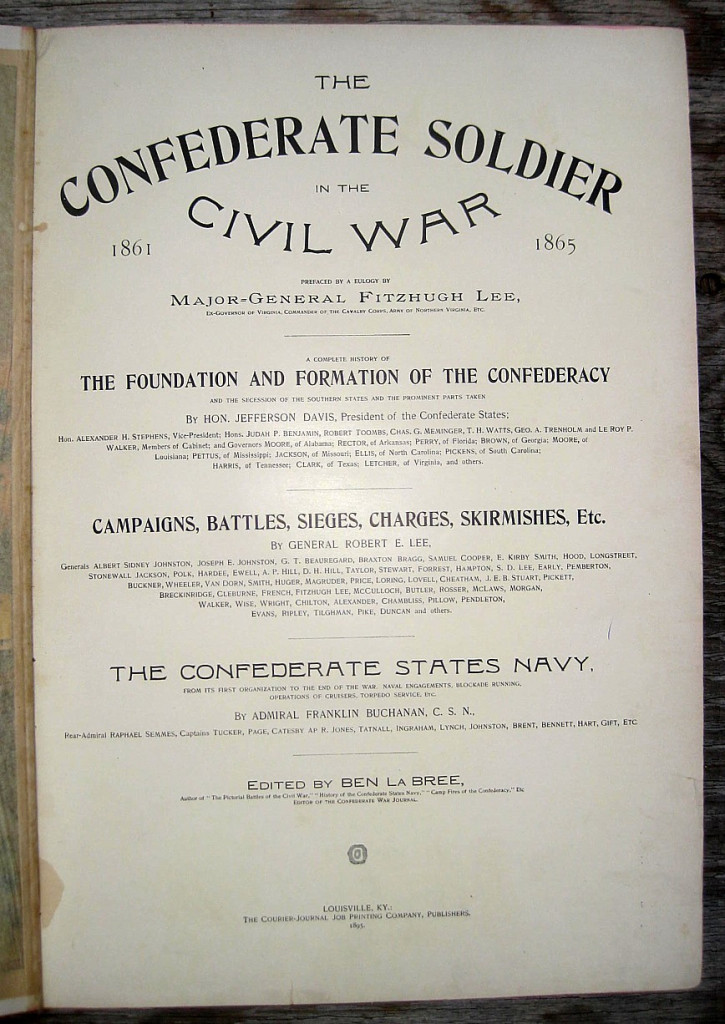 THE
CONFEDERATE SOLDIER
IN THE
CIVIL WAR
1861
1865
PREFACED BY A EULOGY BY
MAJOR-GENERAL FITZHUGH LEE,
EX-GOVERNOR OF VIRGINIA, COMMANDER OF THE CAVALRY CORPS, ARMY OF NORTHERN VIRGINIA, ETC.
A COMPLETE HISTORY OF
THE FOUNDATION AND FORMATION OF THE CONFEDERACY
AND THE SECESSION OF THE SOUTHERN STATES AND THE PROMINENT PARTS TAKEN
BY HON. JEFFERSON DAVIS, President of the Confederate States;
Hon. ALEXANDER H. STEPHENS, Vice-President; Hons. JUDAH P. BENJAMIN, ROBERT TOOMBS, CHAS. G. MEMINGER, T. H. WATTS, GEO. A. TRENHOLM and LE ROY P.
WALKER, Members of Cabinet; and Governors MOORE, of Alabama; RECTOR, of Arkansas; PERRY, of Florida; BROWN, of Georgia; MOORE, of
Louisiana; PETTUS, of Mississippi; JACKSON, of Missouri; ELLIS, of North Carolina; PICKENS, of South Carolina;
HARRIS, of Tennessee; CLARK, of Texas; LETCHER, of Virginia, and others.
CAMPAIGNS, BATTLES, SIEGES, CHARGES, SKIRMISHES, Etc.
BY GENERAL ROBERT E. LEE,
Generals ALBERT SIDNEY JOHNSTON, JOSEPH E. JOHNSTON, G. T. BEAUREGARD, BRAXTON BRAGG, SAMUEL COOPER, E. KIRBY SMITH, HOOD, LONGSTREET,
STONEWALL JACKSON, POLK, HARDEE, EWELL, A. P. HILL, D. H. HILL, TAYLOR, STEWART, FORREST, HAMPTON, S. D. LEE, EARLY, PEMBERTON,
BUCKNER, WHEELER, VAN DORN, SMITH, HUGER, MAGRUDER, PRICE, LORING, LOVELL, CHEATHAM, J. E. B. STUART, PICKETT,
BRECKINRIDGE, CLEBURNE, FRENCH, FITZHUGH LEE, MCCULLOCH, BUTLER, ROSSER, MCLAWS, MORGAN,
WALKER, WISE, WRIGHT, CHILTON, ALEXANDER, CHAMBLISS, PILLOW, PENDLETON,
EVANS, RIPLEY, TILGHMAN, PIKE, DUNCAN and others.
THE CONFEDERATE STATES NAVY,
FROM ITS FIRST ORGANIZATION TO THE END OF THE WAR. NAVAL ENGAGEMENTS, BLOCKADE RUNNING,
OPERATIONS OF CRUISERS, TORPEDO SERVICE, ETC.
BY ADMIRAL FRANKLIN BUCHANAN, C. S. N.,
Rear-Admiral RAPHAEL SEMMES, Captains TUCKER, PAGE, CATESBY AP R. JONES, TATNALL, INGRAHAM, LYNCH, JOHNSTON, BRENT, BENNETT, HART, GIFT, ETC
EDITED BY BEN LA BREE,
Author of "The Pictorial Battles of the Civil War," "History of the Confederate States Navy," "Camp Fires of the Confederacy," Etc
EDITOR OF THE CONFEDERATE WAR JOURNAL.
LOUISVILLE, KY.:
THE COURIER-JOURNAL JOB PRINTING COMPANY, PUBLISHERS.
1895.